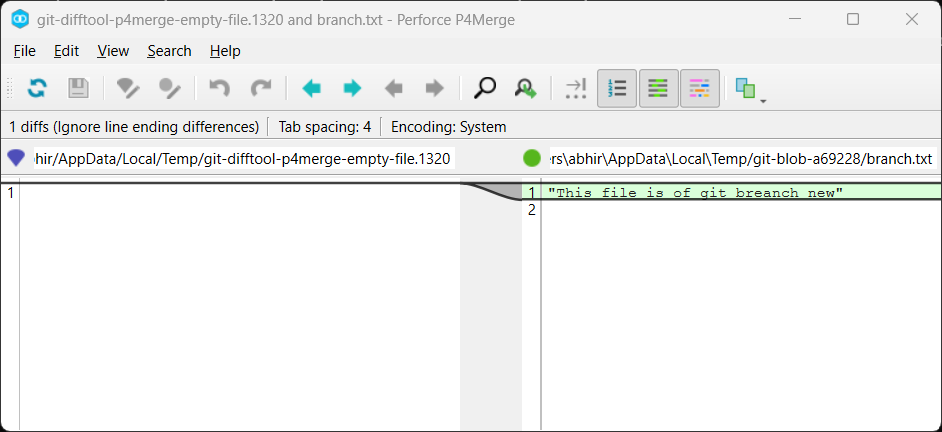 git-difftool-p4merge-empty-file.1320 and branch.txt - Perforce P4Merge
File Edit View Search Help
1 diffs (Ignore line ending differences) Tab spacing: 4 Encoding: System
hir/AppData/Local/Temp/git-difftool-p4merge-empty-file.1320 rs\abhir\AppData\Local\Temp/git-blob-a69228/branch.txt
1 1 "This file is of git breanch new"
2